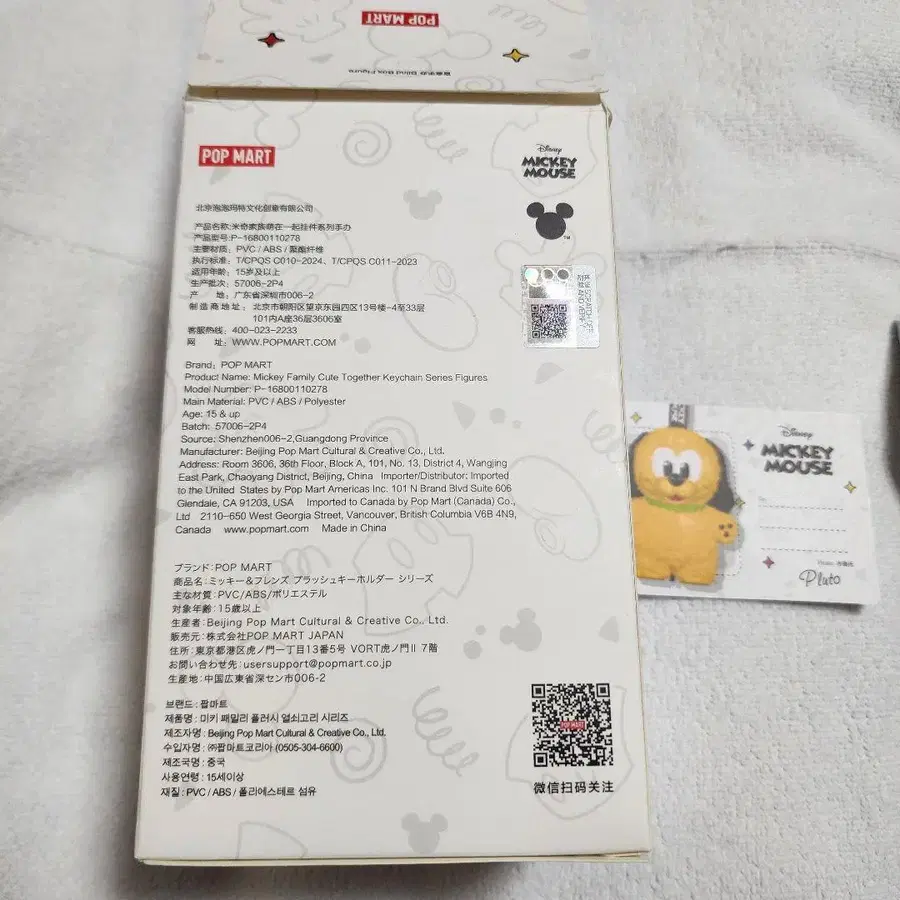 POP MART
盲盒手办 Blind Box Figure
POP MART
Disney
MICKEY
MOUSE
TM
北京泡泡玛特文化创意有限公司
产品名称:米奇家族萌在一起挂件系列手办
产品型号:P-16800110278
主要材质: PVC / ABS / 聚酯纤维
执行标准: T/CPQS C010-2024、T/CPQS C011-2023
适用年龄: 15岁及以上
生产批次: 57006-2P4
产 地: 广东省深圳市006-2
制造商地址: 北京市朝阳区望京东园四区13号楼-4至33层
101内A座36层3606室
客服热线: 400-023-2233
网 址: WWW.POPMART.COM
SCRATCH OFF
AND VERIFY
Brand: POP MART
Product Name: Mickey Family Cute Together Keychain Series Figures
Model Number: P-16800110278
Main Material: PVC / ABS / Polyester
Age: 15 & up
Batch: 57006-2P4
Source: Shenzhen006-2,Guangdong Province
Manufacturer: Beijing Pop Mart Cultural & Creative Co., Ltd.
Address: Room 3606, 36th Floor, Block A, 101, No. 13, District 4, Wangjing
East Park, Chaoyang District, Beijing, China Importer/Distributor: Imported
to the United States by Pop Mart Americas Inc. 101 N Brand Blvd Suite 606
Glendale, CA 91203, USA Imported to Canada by Pop Mart (Canada) Co.,
Ltd 2110-650 West Georgia Street, Vancouver, British Columbia V6B 4N9,
Canada www.popmart.com Made in China
ブランド: POP MART
商品名: ミッキー&フレンズ プラッシュキーホルダー シリーズ
主な材質: PVC/ABS/ポリエステル
対象年齢: 15歳以上
生産者: Beijing Pop Mart Cultural & Creative Co., Ltd.
販売元: 株式会社POP MART JAPAN
住所: 東京都港区虎ノ門一丁目13番5号 VORT虎ノ門II 7階
お問い合わせ先: usersupport@popmart.co.jp
生産地: 中国広東省深セン市006-2
브랜드 : 팝마트
제품명: 미키 패밀리 플러시 열쇠고리 시리즈
제조자명 : Beijing Pop Mart Cultural & Creative Co., Ltd.
수입자명 : ㈜팝마트코리아 (0505-304-6600)
제조국명 : 중국
사용연령 : 15세이상
재질 : PVC / ABS / 폴리에스테르 섬유
POP MART
微信扫码关注
Disney
MICKEY
MOUSE
Pluto